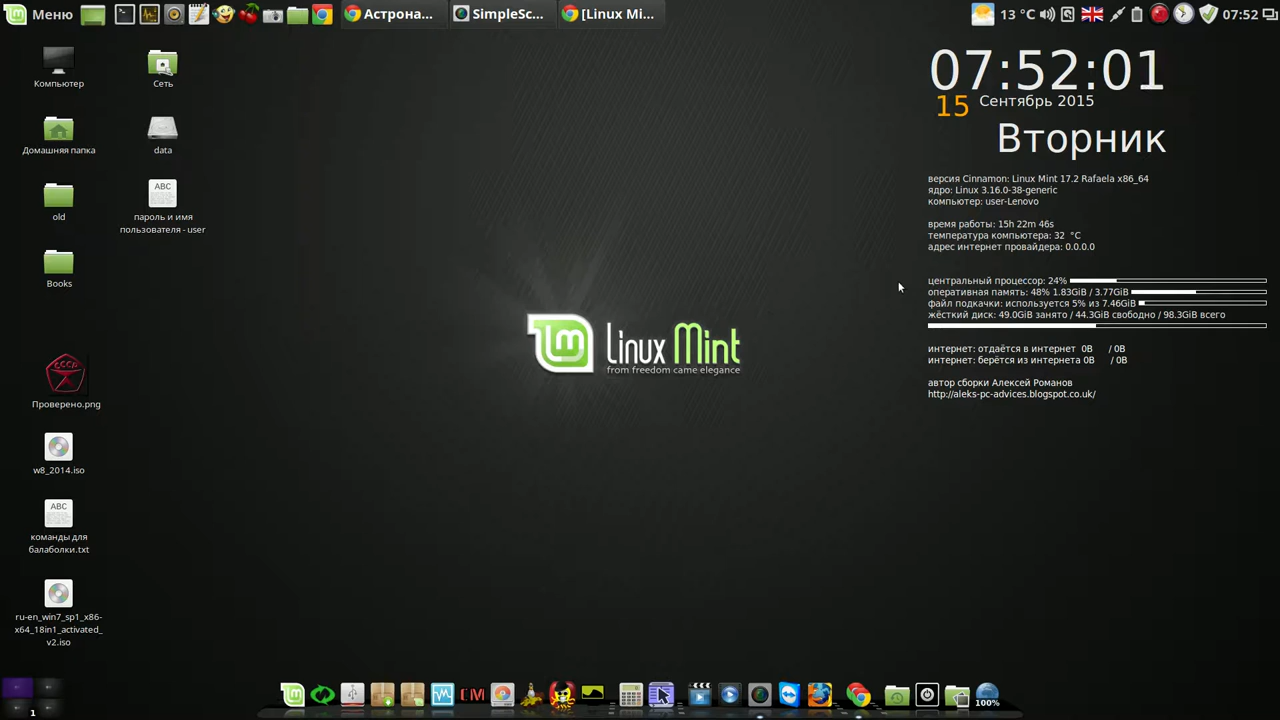 Меню
Астрона...
SimpleSc...
[Linux Mi...
13 °C
07:52
Компьютер
Сеть
Домашняя папка
data
old
ABC
пароль и имя
пользователя - user
Books
СССР
Проверено.png
w8_2014.iso
ABC
команды для
балаболки.txt
ru-en_win7_sp1_x86-
x64_18in1_activated_
v2.iso
Linux Mint
from freedom came elegance
07:52:01
15 Сентябрь 2015
Вторник
версия Cinnamon: Linux Mint 17.2 Rafaela x86_64
ядро: Linux 3.16.0-38-generic
компьютер: user-Lenovo
время работы: 15h 22m 46s
температура компьютера: 32 °C
адрес интернет провайдера: 0.0.0.0
центральный процессор: 24%
оперативная память: 48% 1.83GiB / 3.77GiB
файл подкачки: используется 5% из 7.46GiB
жёсткий диск: 49.0GiB занято / 44.3GiB свободно / 98.3GiB всего
интернет: отдаётся в интернет 0B / 0B
интернет: берётся из интернета 0B / 0B
автор сборки Алексей Романов
http://aleks-pc-advices.blogspot.co.uk/
1
100%